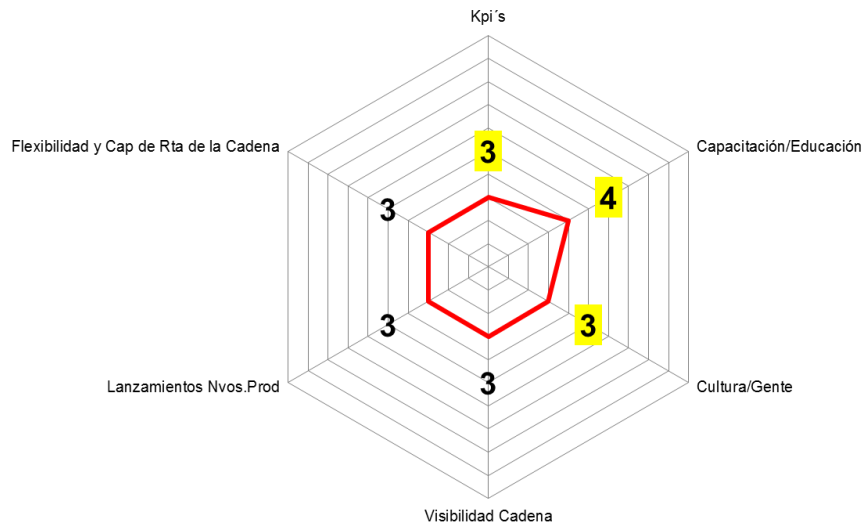 Kpi´s
Flexibilidad y Cap de Rta de la Cadena
3
Capacitación/Educación
4
3
3
3
Lanzamientos Nvos.Prod
Cultura/Gente
3
Visibilidad Cadena